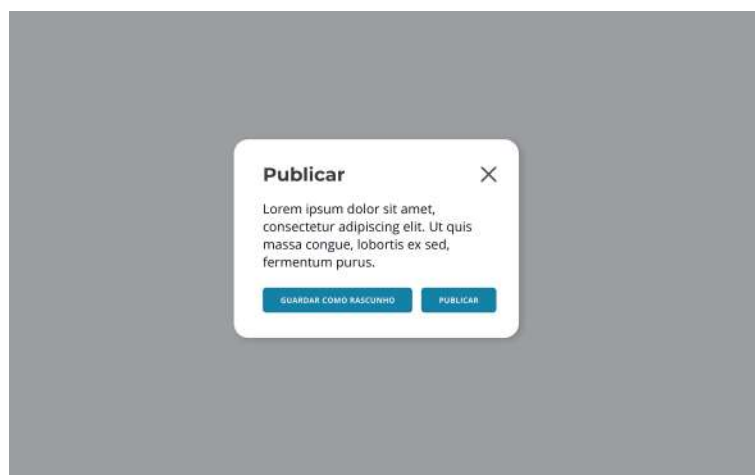 Publicar
Lorem ipsum dolor sit amet,
consectetur adipiscing elit. Ut quis
massa congue, lobortis ex sed,
fermentum purus.
GUARDAR COMO RASCUNHO
PUBLICAR